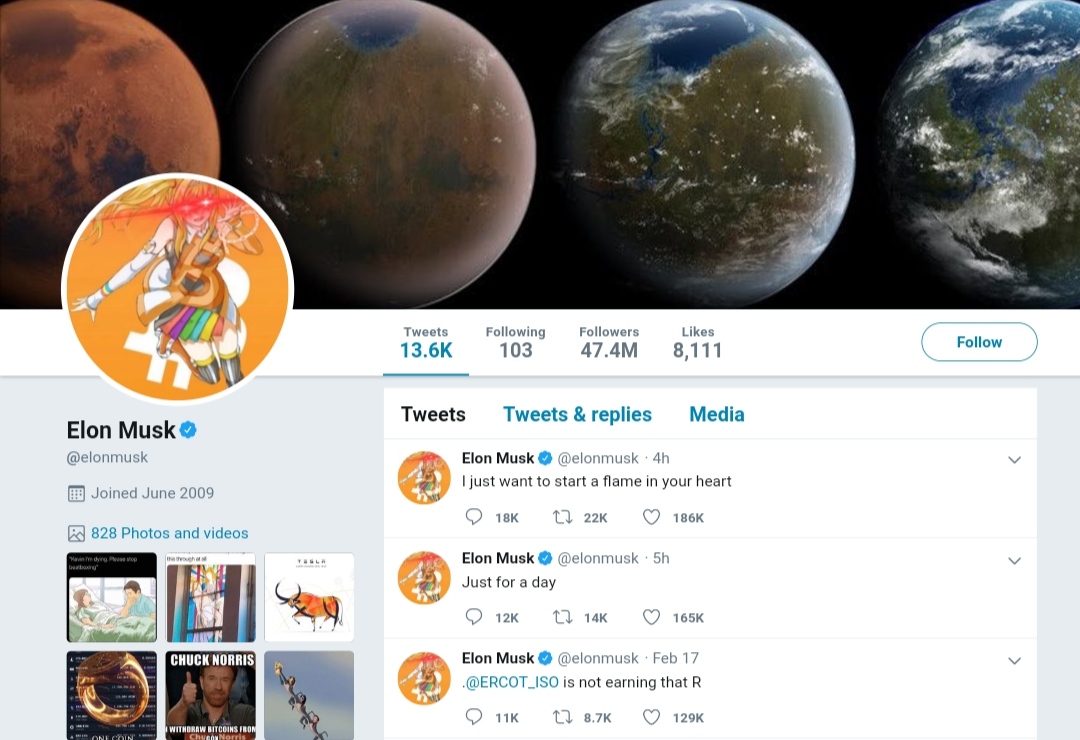 Tweets
13.6K
Following
103
Followers
47.4M
Likes
8,111
Follow
Elon Musk
@elonmusk
Joined June 2009
828 Photos and videos
"Karen I'm dying. Please stop
beatboxing"
this through at all
TESLA
ONE COIN
CHUCK NORRIS
WITHDRAW BITCOINS FROM
Chuck Norris
Tweets Tweets & replies Media
Elon Musk @elonmusk · 4h
I just want to start a flame in your heart
18K 22K 186K
Elon Musk @elonmusk · 5h
Just for a day
12K 14K 165K
Elon Musk @elonmusk · Feb 17
.@ERCOT_ISO is not earning that R
11K 8.7K 129K